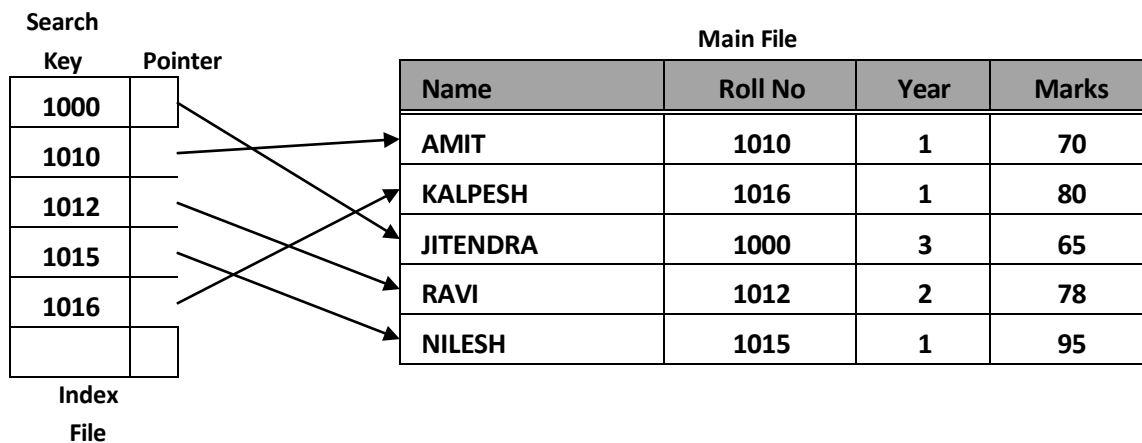 Search
Key Pointer
1000
1010
1012
1015
1016
Index
File
Main File
Name Roll No Year Marks
AMIT 1010 1 70
KALPESH 1016 1 80
JITENDRA 1000 3 65
RAVI 1012 2 78
NILESH 1015 1 95